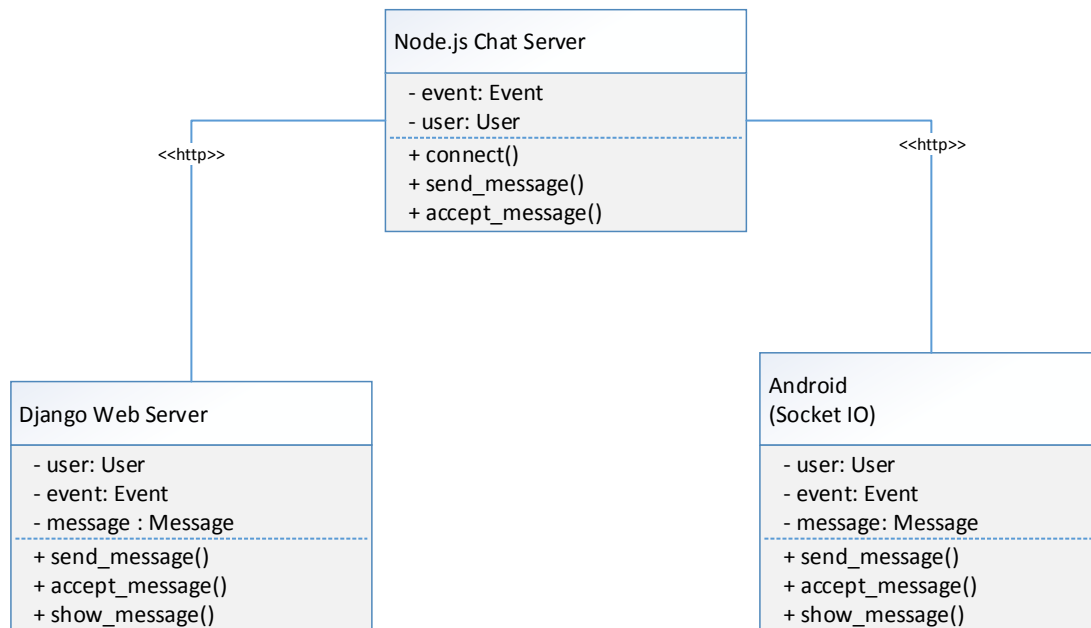 Node.js Chat Server
- event: Event
- user: User
+ connect()
+ send_message()
+ accept_message()
<<http>>
<<http>>
Django Web Server
- user: User
- event: Event
- message : Message
+ send_message()
+ accept_message()
+ show_message()
Android
(Socket IO)
- user: User
- event: Event
- message: Message
+ send_message()
+ accept_message()
+ show_message()